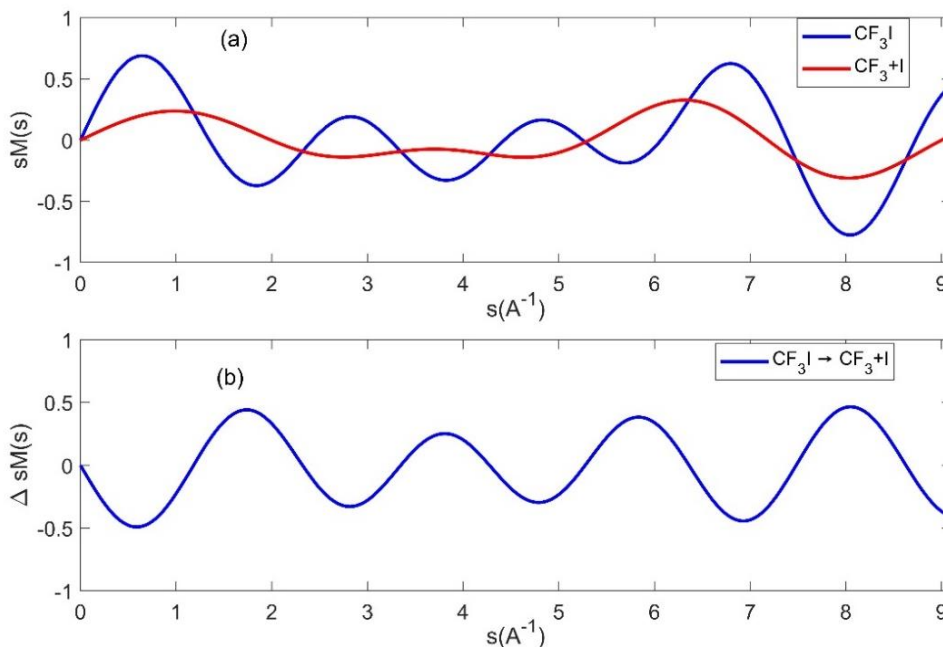 (a)
CF₃I
CF₃+I
1
0.5
0
-0.5
-1
sM(s)
0 1 2 3 4 5 6 7 8 9
s(A⁻¹)
(b)
CF₃I → CF₃+I
1
0.5
0
-0.5
-1
Δ sM(s)
0 1 2 3 4 5 6 7 8 9
s(A⁻¹)